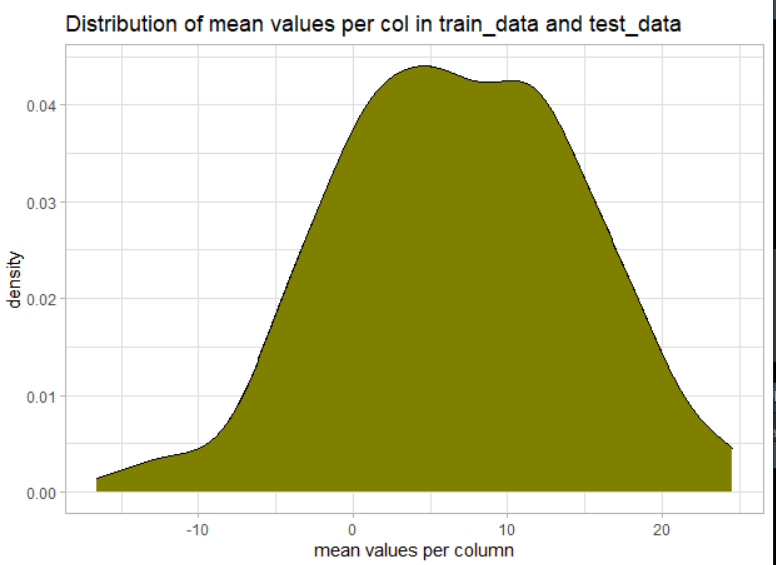 Distribution of mean values per col in train_data and test_data
density
0.04
0.03
0.02
0.01
0.00
-10 0 10 20
mean values per column